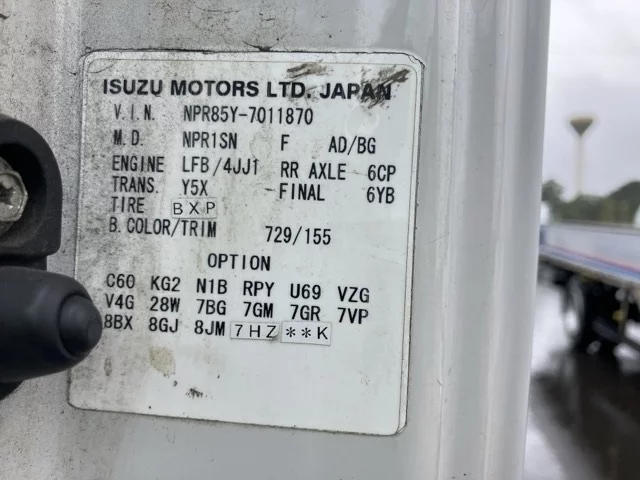 ISUZU MOTORS LTD. JAPAN
V.I.N. NPR85Y-7011870
M.D. NPR1SN F AD/BG
ENGINE LFB/4JJ1 RR AXLE 6CP
TRANS. Y5X -FINAL 6YB
TIRE BXP
B.COLOR/TRIM 729/155
OPTION
C60 KG2 N1B RPY U69 VZG
V4G 28W 7BG 7GM 7GR 7VP
8BX 8GJ 8JM 7HZ **K